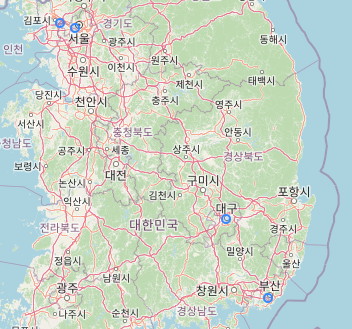 김포시
경기도
동해시
서울
인천
광주시
수원시
이천시
원주시
제천시
태백시
당진시
천안시
충주시
영주시
서산시
충청북도
안동시
청남도
공주시
세종
상주시
경상북도
보령시
대전
논산시
김천시
구미시
포항시
익산시
대한민국
대구
전라북도
경주시
밀양시
정읍시
울산
광주
남원시
창원시
부산
나주시
순천시
경상남도